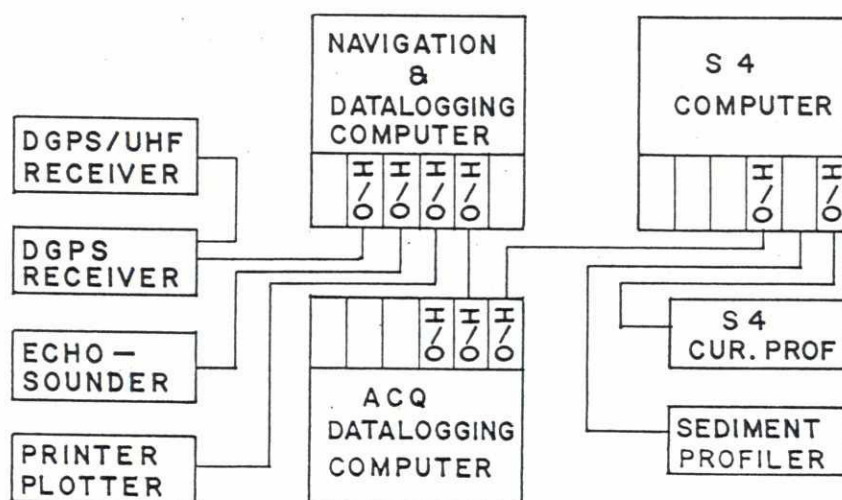 NAVIGATION
&
DATALOGGING
COMPUTER
I/O I/O I/O I/O
S 4
COMPUTER
I/O I/O
DGPS/UHF
RECEIVER
DGPS
RECEIVER
ECHO—
SOUNDER
PRINTER
PLOTTER
I/O I/O I/O
ACQ
DATALOGGING
COMPUTER
S 4
CUR. PROF
SEDIMENT
PROFILER